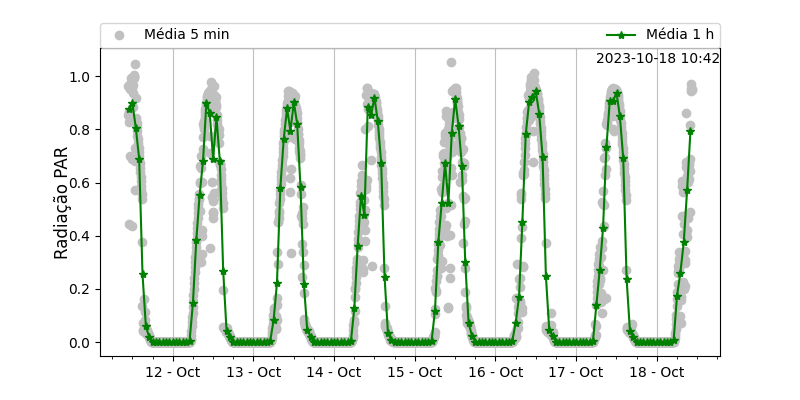 Média 5 min
Média 1 h
2023-10-18 10:42
Radiação PAR
1.0
0.8
0.6
0.4
0.2
0.0
12 - Oct
13 - Oct
14 - Oct
15 - Oct
16 - Oct
17 - Oct
18 - Oct